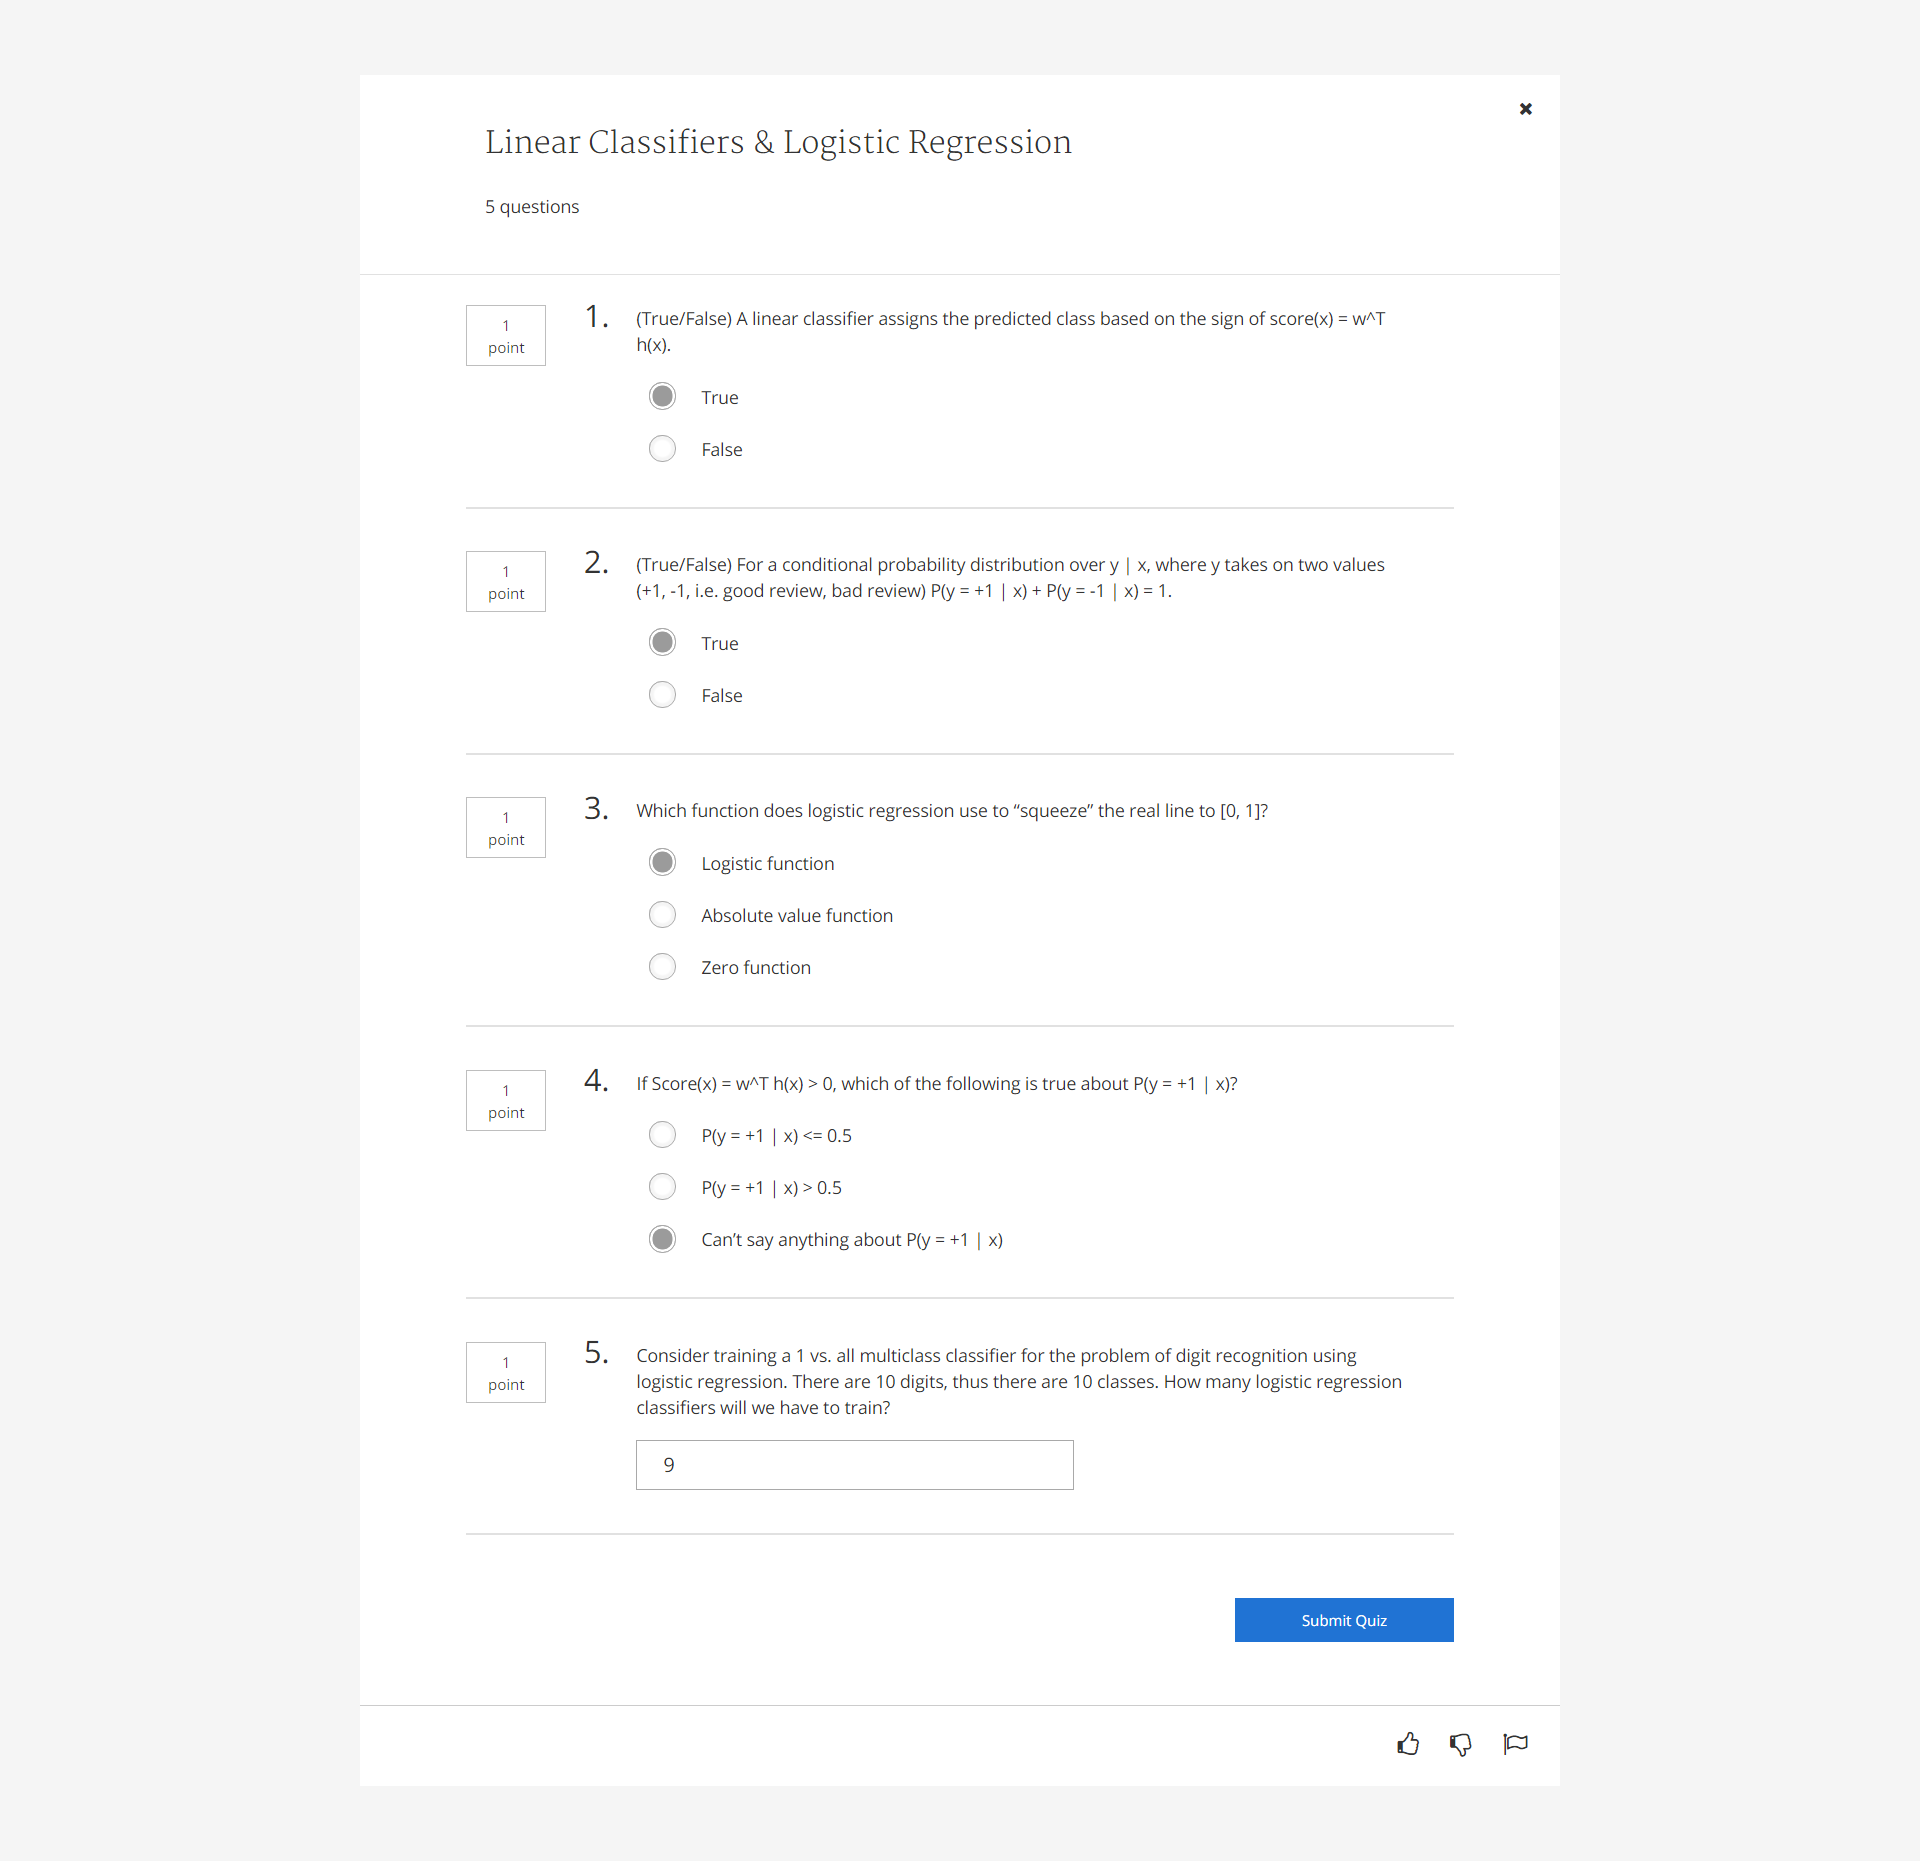 Linear Classifiers & Logistic Regression
5 questions
1
point
1.
(True/False) A linear classifier assigns the predicted class based on the sign of score(x) = w^T
h(x).
True
False
1
point
2.
(True/False) For a conditional probability distribution over y | x, where y takes on two values
(+1, -1, i.e. good review, bad review) P(y = +1 | x) + P(y = -1 | x) = 1.
True
False
1
point
3.
Which function does logistic regression use to “squeeze” the real line to [0, 1]?
Logistic function
Absolute value function
Zero function
1
point
4.
If Score(x) = w^T h(x) > 0, which of the following is true about P(y = +1 | x)?
P(y = +1 | x) <= 0.5
P(y = +1 | x) > 0.5
Can’t say anything about P(y = +1 | x)
1
point
5.
Consider training a 1 vs. all multiclass classifier for the problem of digit recognition using
logistic regression. There are 10 digits, thus there are 10 classes. How many logistic regression
classifiers will we have to train?
9
Submit Quiz